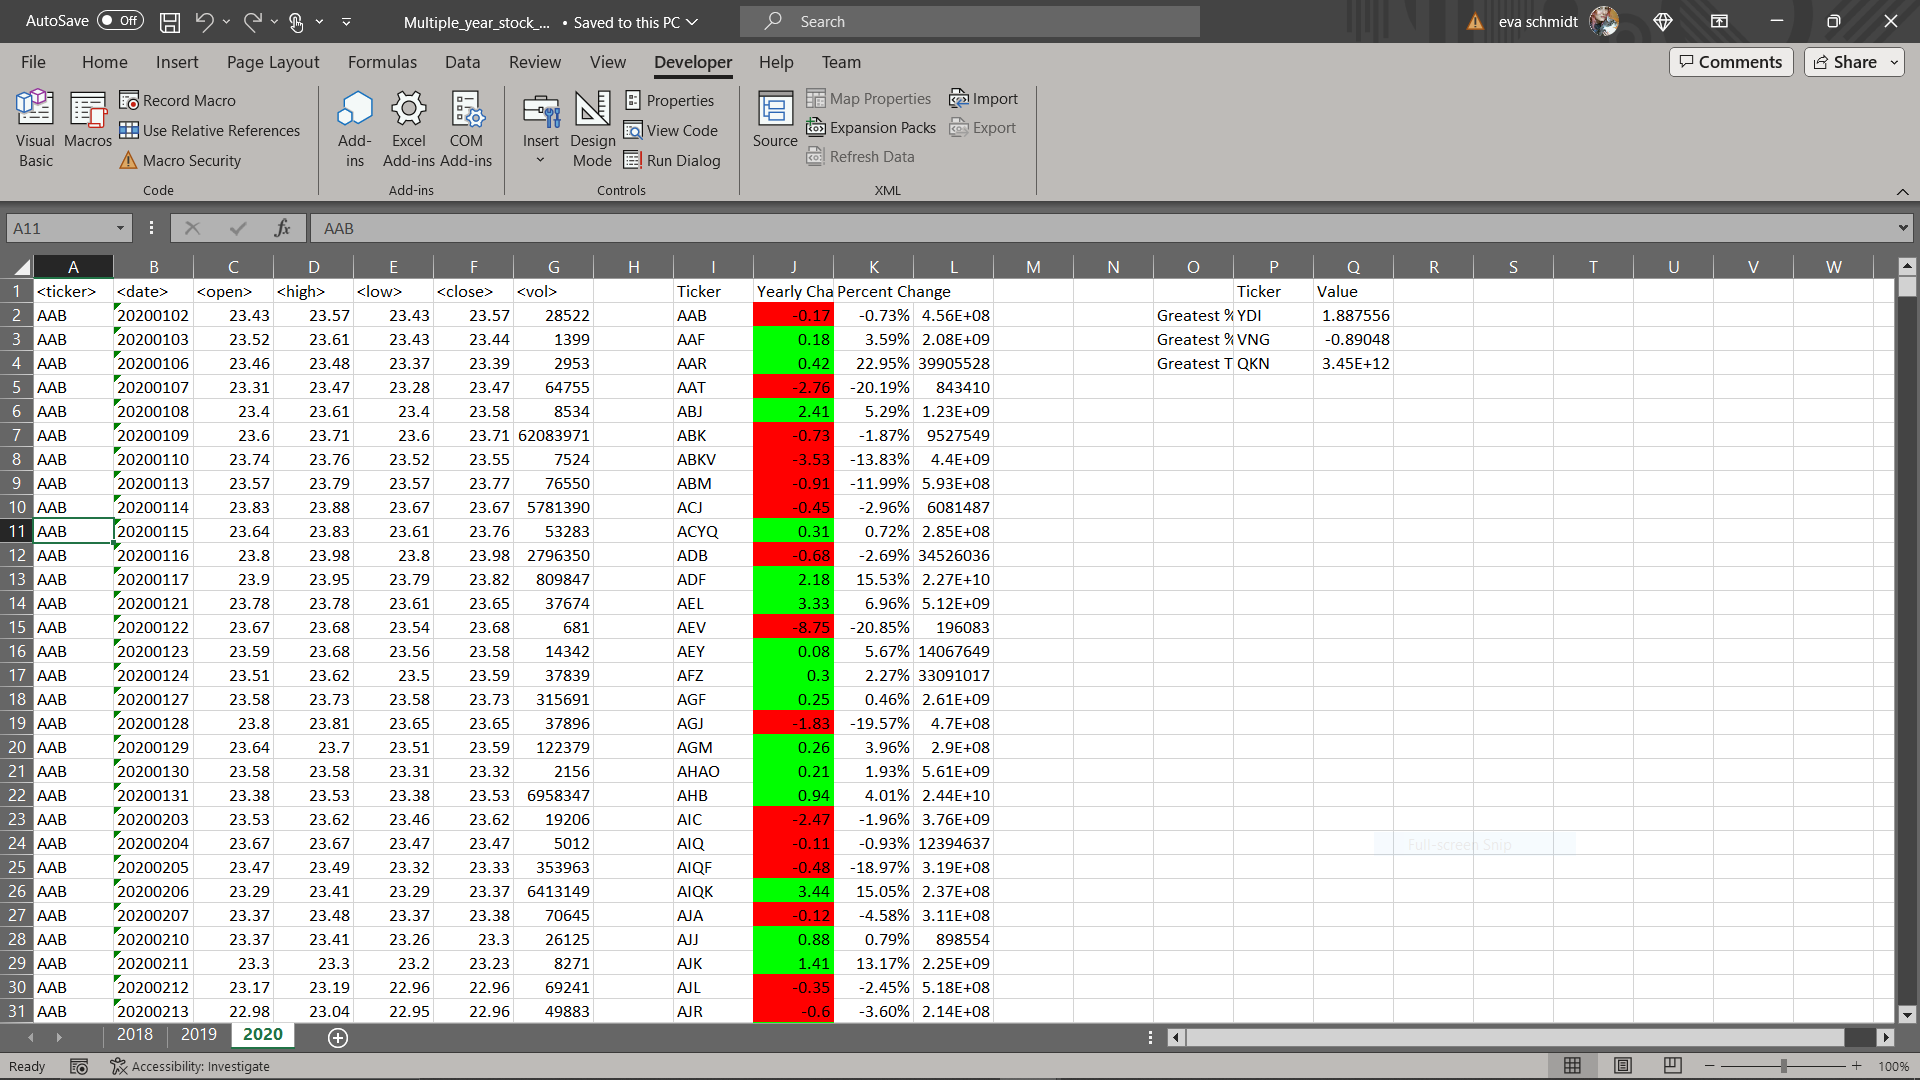 AutoSave Off Multiple_year_stock_... • Saved to this PC Search eva schmidt
File Home Insert Page Layout Formulas Data Review View Developer Help Team Comments Share
Visual Basic
Macros
Record Macro
Use Relative References
Macro Security
Code
Add-ins
Excel Add-ins
COM Add-ins
Add-ins
Insert
Design Mode
Properties
View Code
Run Dialog
Controls
Source
Map Properties
Expansion Packs
Refresh Data
Import
Export
XML
A11 fx AAB
A B C D E F G H I J K L M N O P Q R S T U V W
1 <ticker> <date> <open> <high> <low> <close> <vol> Ticker Yearly Cha Percent Change Ticker Value
2 AAB 20200102 23.43 23.57 23.43 23.57 28522 AAB -0.17 -0.73% 4.56E+08 Greatest % YDI 1.887556
3 AAB 20200103 23.52 23.61 23.43 23.44 1399 AAF 0.18 3.59% 2.08E+09 Greatest % VNG -0.89048
4 AAB 20200106 23.46 23.48 23.37 23.39 2953 AAR 0.42 22.95% 39905528 Greatest T QKN 3.45E+12
5 AAB 20200107 23.31 23.47 23.28 23.47 64755 AAT -2.76 -20.19% 843410
6 AAB 20200108 23.4 23.61 23.4 23.58 8534 ABJ 2.41 5.29% 1.23E+09
7 AAB 20200109 23.6 23.71 23.6 23.71 62083971 ABK -0.73 -1.87% 9527549
8 AAB 20200110 23.74 23.76 23.52 23.55 7524 ABKV -3.53 -13.83% 4.4E+09
9 AAB 20200113 23.57 23.79 23.57 23.77 76550 ABM -0.91 -11.99% 5.93E+08
10 AAB 20200114 23.83 23.88 23.67 23.67 5781390 ACJ -0.45 -2.96% 6081487
11 AAB 20200115 23.64 23.83 23.61 23.76 53283 ACYQ 0.31 0.72% 2.85E+08
12 AAB 20200116 23.8 23.98 23.8 23.98 2796350 ADB -0.68 -2.69% 34526036
13 AAB 20200117 23.9 23.95 23.79 23.82 809847 ADF 2.18 15.53% 2.27E+10
14 AAB 20200121 23.78 23.78 23.61 23.65 37674 AEL 3.33 6.96% 5.12E+09
15 AAB 20200122 23.67 23.68 23.54 23.68 681 AEV -8.75 -20.85% 196083
16 AAB 20200123 23.59 23.68 23.56 23.58 14342 AEY 0.08 5.67% 14067649
17 AAB 20200124 23.51 23.62 23.5 23.59 37839 AFZ 0.3 2.27% 33091017
18 AAB 20200127 23.58 23.73 23.58 23.73 315691 AGF 0.25 0.46% 2.61E+09
19 AAB 20200128 23.8 23.81 23.65 23.65 37896 AGJ -1.83 -19.57% 4.7E+08
20 AAB 20200129 23.64 23.7 23.51 23.59 122379 AGM 0.26 3.96% 2.9E+08
21 AAB 20200130 23.58 23.58 23.31 23.32 2156 AHAO 0.21 1.93% 5.61E+09
22 AAB 20200131 23.38 23.53 23.38 23.53 6958347 AHB 0.94 4.01% 2.44E+10
23 AAB 20200203 23.53 23.62 23.46 23.62 19206 AIC -2.47 -1.96% 3.76E+09
24 AAB 20200204 23.67 23.67 23.47 23.47 5012 AIQ -0.11 -0.93% 12394637 Full-screen Snip
25 AAB 20200205 23.47 23.49 23.32 23.33 353963 AIQF -0.48 -18.97% 3.19E+08
26 AAB 20200206 23.29 23.41 23.29 23.37 6413149 AIQK 3.44 15.05% 2.37E+08
27 AAB 20200207 23.37 23.48 23.37 23.38 70645 AJA -0.12 -4.58% 3.11E+08
28 AAB 20200210 23.37 23.41 23.26 23.3 26125 AJJ 0.88 0.79% 898554
29 AAB 20200211 23.3 23.3 23.2 23.23 8271 AJK 1.41 13.17% 2.25E+09
30 AAB 20200212 23.17 23.19 22.96 22.96 69241 AJL -0.35 -2.45% 5.18E+08
31 AAB 20200213 22.98 23.04 22.95 22.96 49883 AJR -0.6 -3.60% 2.14E+08
2018 2019 2020
Ready Accessibility: Investigate 100%